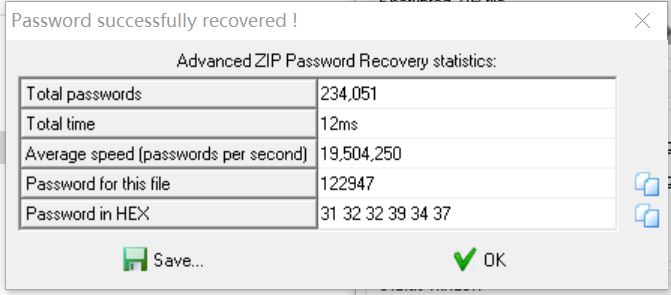 Password successfully recovered !
Advanced ZIP Password Recovery statistics:
Total passwords 234,051
Total time 12ms
Average speed (passwords per second) 19,504,250
Password for this file 122947
Password in HEX 31 32 32 39 34 37
Save... OK